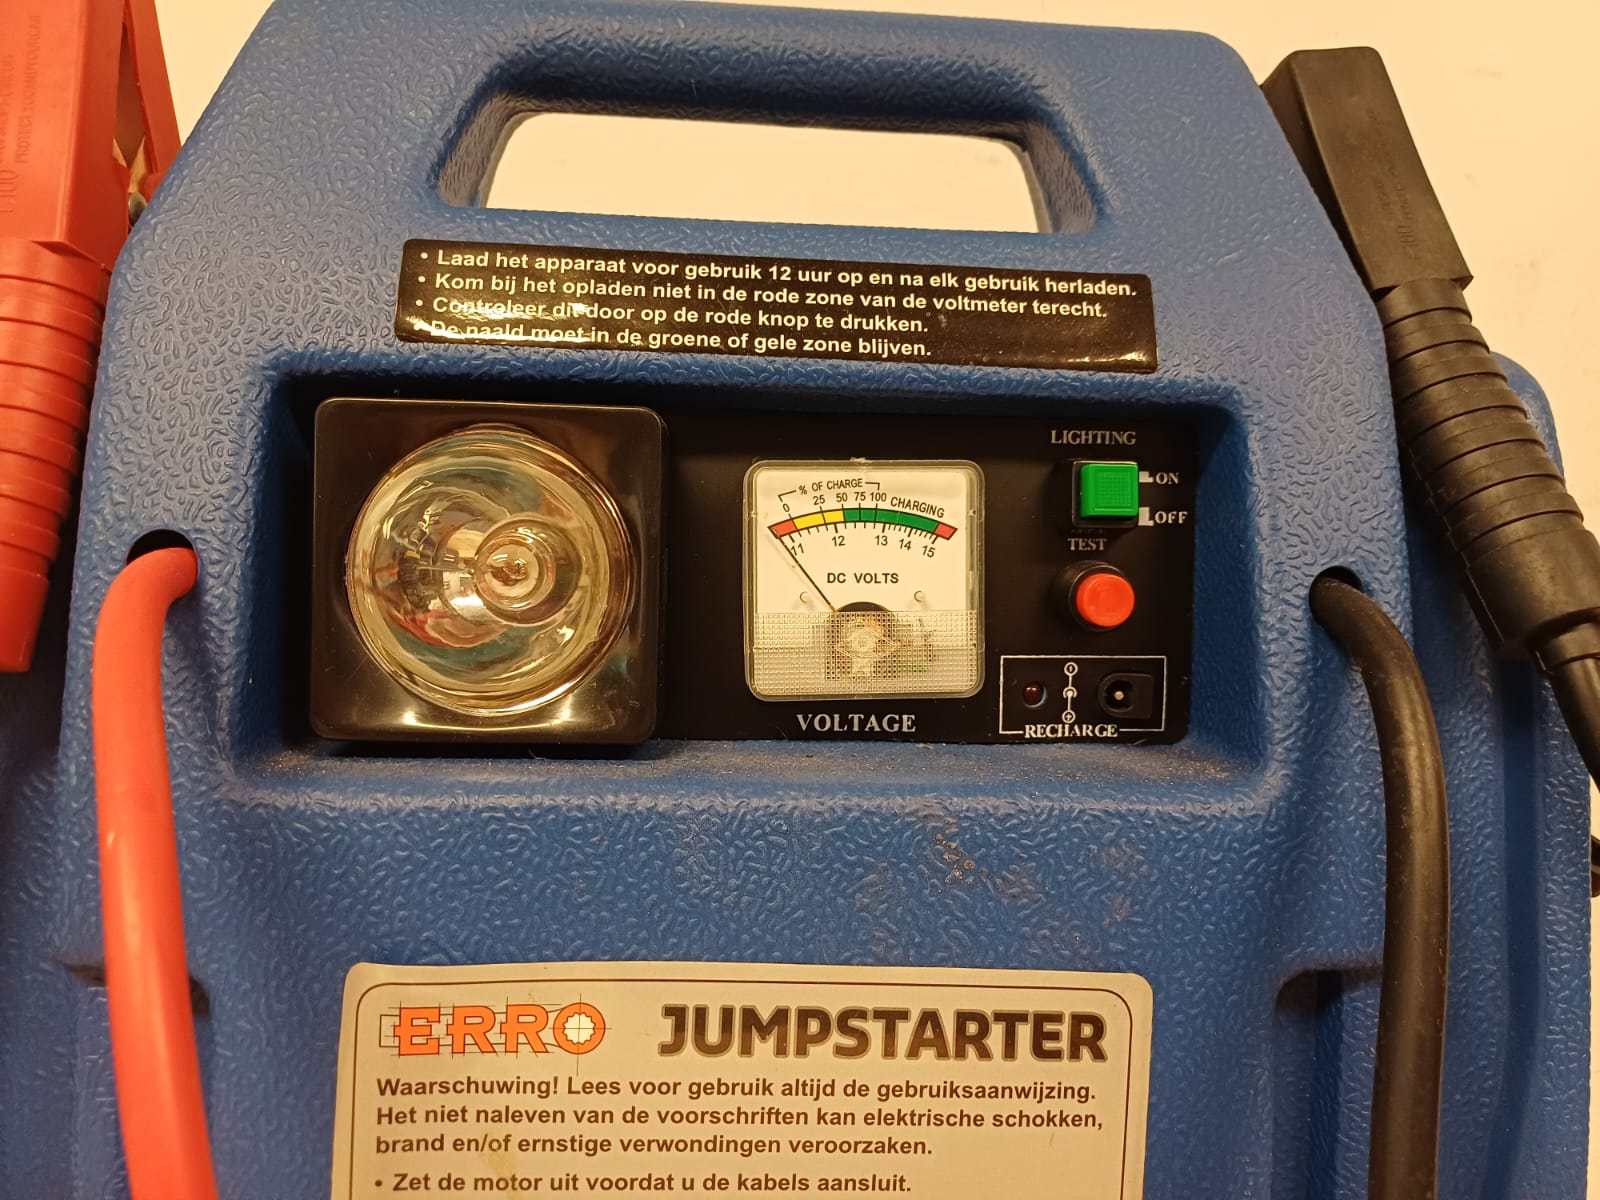 • Laad het apparaat voor gebruik 12 uur op en na elk gebruik herladen.
• Kom bij het opladen niet in de rode zone van de voltmeter terecht.
• Controleer dit door op de rode knop te drukken.
• De naald moet in de groene of gele zone blijven.
LIGHTING
ON
OFF
TEST
% OF CHARGE
0 25 50 75 100 CHARGING
11 12 13 14 15
DC VOLTS
VOLTAGE
RECHARGE
ERRO JUMPSTARTER
Waarschuwing! Lees voor gebruik altijd de gebruiksaanwijzing.
Het niet naleven van de voorschriften kan elektrische schokken,
brand en/of ernstige verwondingen veroorzaken.
• Zet de motor uit voordat u de kabels aansluit.